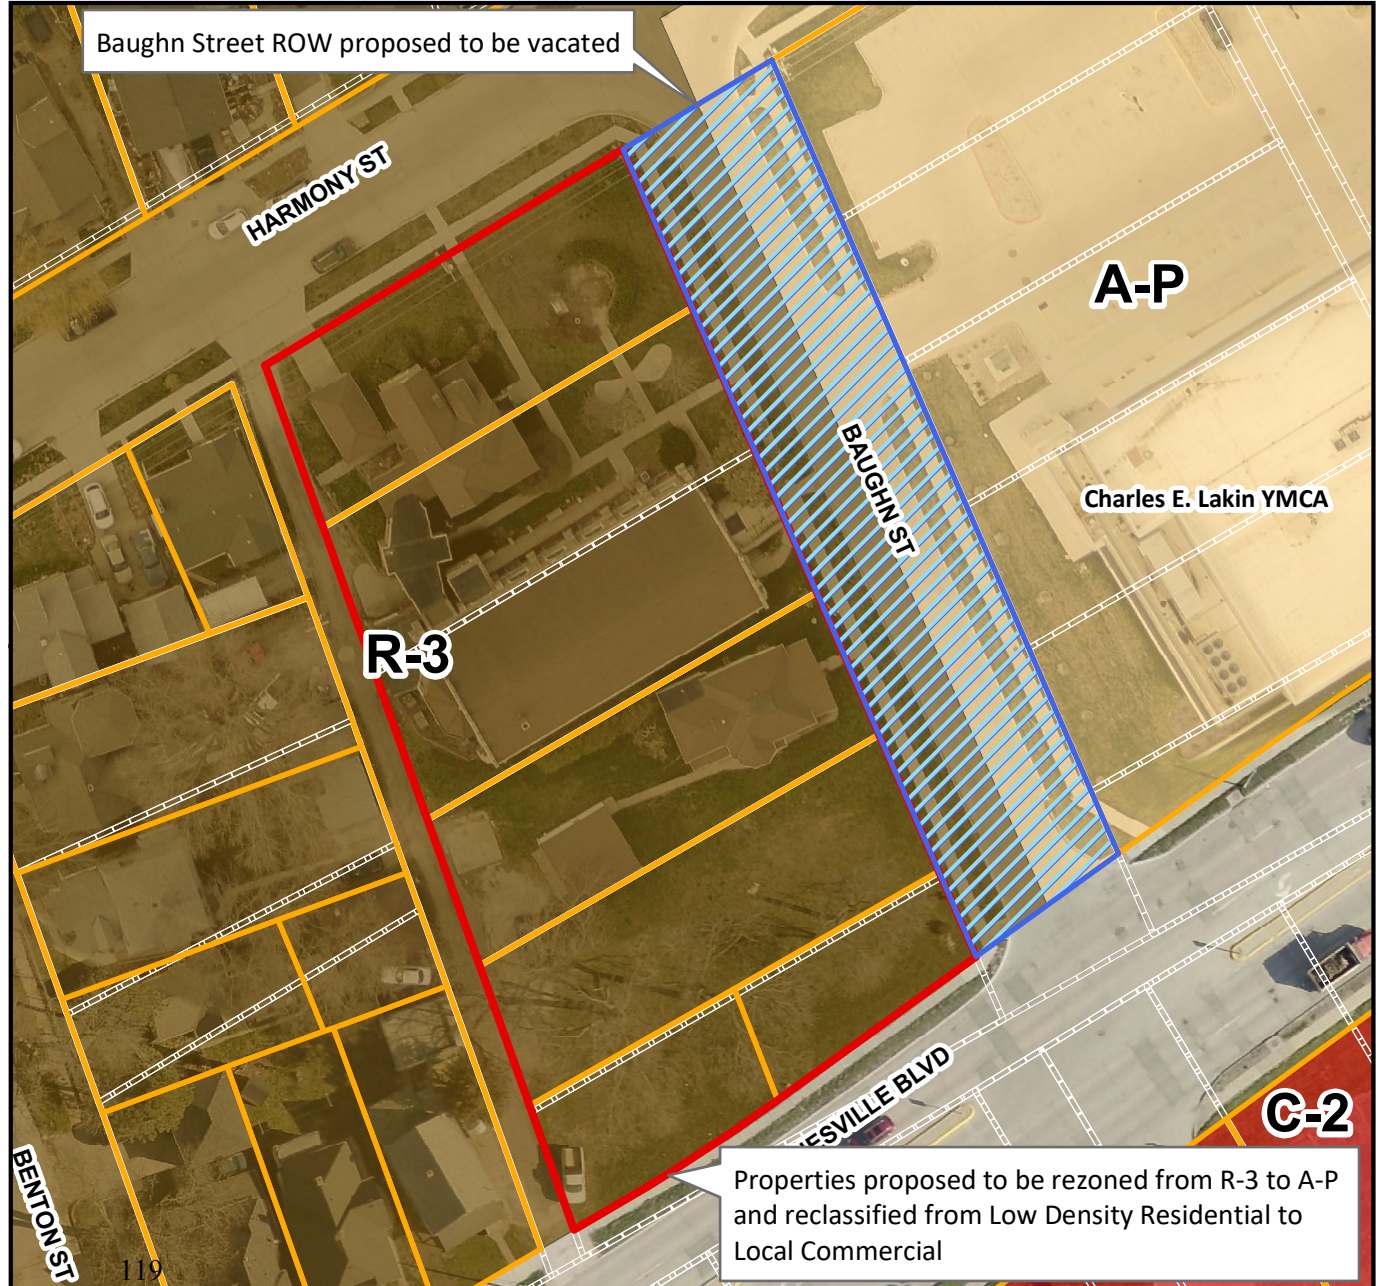 Baughn Street ROW proposed to be vacated
HARMONY ST
A-P
BAUGHN ST
Charles E. Lakin YMCA
R-3
C-2
BLVD
Properties proposed to be rezoned from R-3 to A-P
and reclassified from Low Density Residential to
Local Commercial
BENTON ST
119